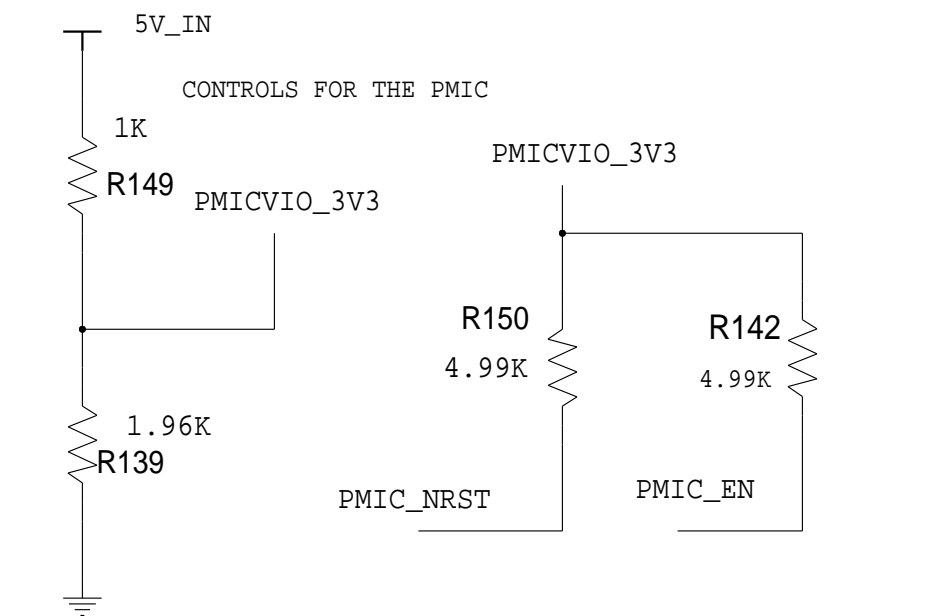 5V_IN
CONTROLS FOR THE PMIC
1K
R149
PMICVIO_3V3
PMICVIO_3V3
R150
4.99K
R142
4.99K
1.96K
R139
PMIC_NRST
PMIC_EN